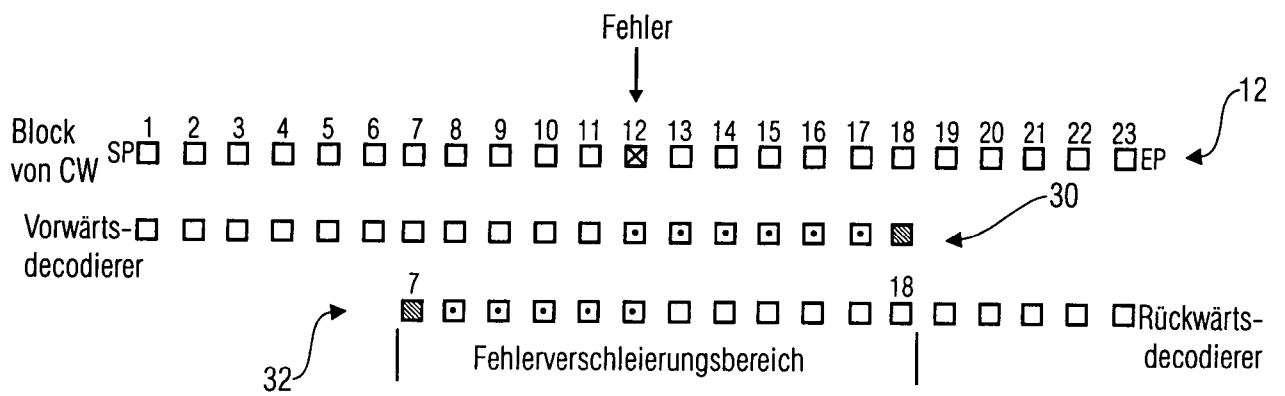 Fehler
12
1 2 3 4 5 6 7 8 9 10 11 12 13 14 15 16 17 18 19 20 21 22 23
Block
von CW
SP
EP
30
Vorwärts-
decodierer
7
18
Rückwärts-
decodierer
Fehlerverschleierungsbereich
32